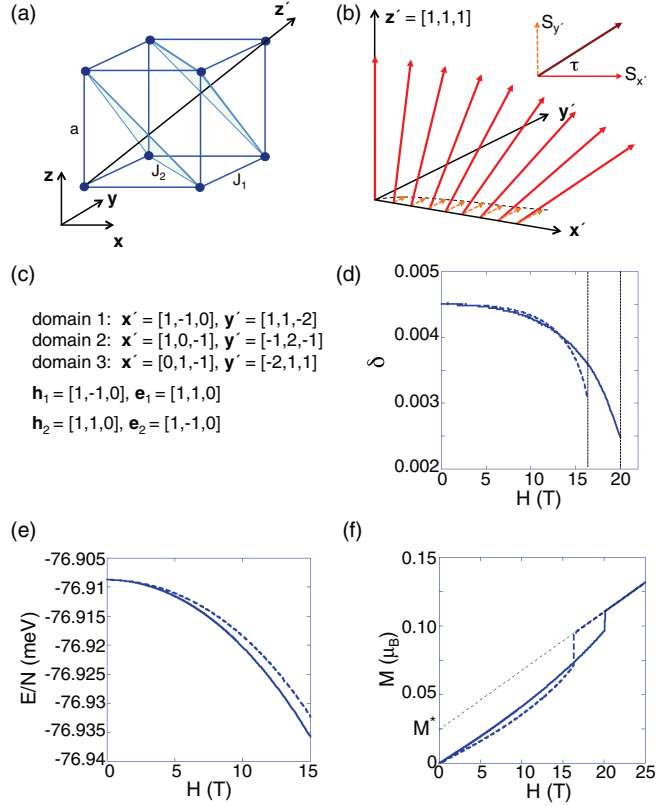 (a)
z´
a
J₂
J₁
z
y
x
(b)
z´ = [1,1,1]
Sy´
τ
Sx´
y´
x´
(c)
domain 1: x´ = [1,-1,0], y´ = [1,1,-2]
domain 2: x´ = [1,0,-1], y´ = [-1,2,-1]
domain 3: x´ = [0,1,-1], y´ = [-2,1,1]
h₁ = [1,-1,0], e₁ = [1,1,0]
h₂ = [1,1,0], e₂ = [1,-1,0]
(d)
0.005
0.004
0.003
0.002
δ
0 5 10 15 20
H (T)
(e)
-76.905
-76.91
-76.915
-76.92
-76.925
-76.93
-76.935
-76.94
E/N (meV)
0 5 10 15
H (T)
(f)
0.15
0.10
0.05
M*
0
M (μB)
0 5 10 15 20 25
H (T)